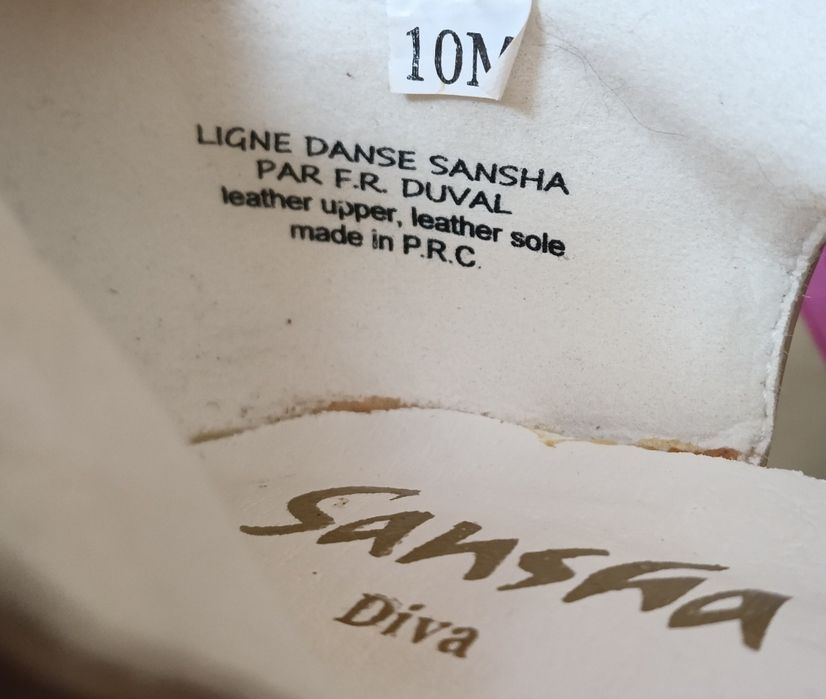 10M
LIGNE DANSE SANSHA
PAR F.R. DUVAL
leather upper, leather sole
made in P.R.C.
Sansha
Diva